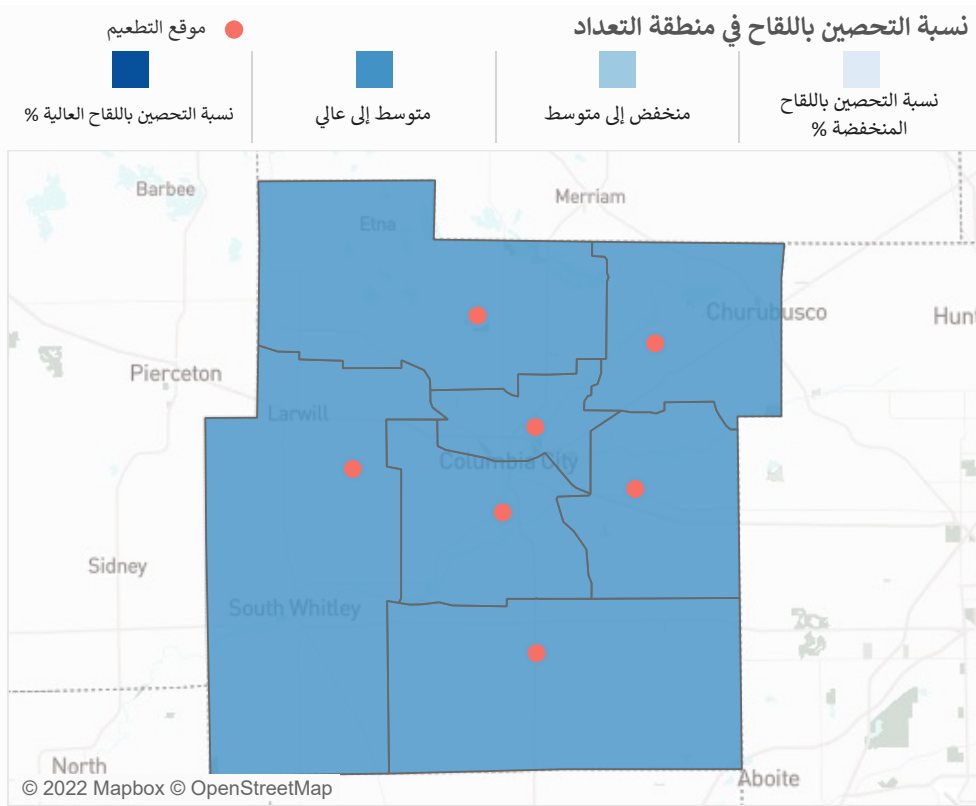 نسبة التحصين باللقاح في منطقة التعداد
موقع التطعيم
نسبة التحصين باللقاح
المنخفضة %
منخفض إلى متوسط
متوسط إلى عالي
نسبة التحصين باللقاح العالية %
Barbee
Merriam
Etna
Churubusco
Hunt
Pierceton
Larwill
Columbia City
Sidney
South Whitley
North
Aboite
© 2022 Mapbox © OpenStreetMap